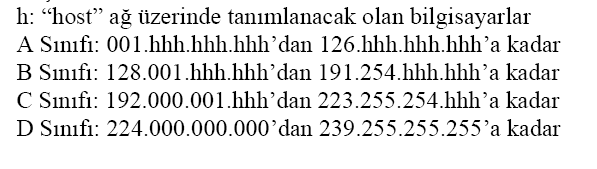 h: “host” ağ üzerinde tanımlanacak olan bilgisayarlar
A Sınıfı: 001.hhh.hhh.hhh’dan 126.hhh.hhh.hhh’a kadar
B Sınıfı: 128.001.hhh.hhh’dan 191.254.hhh.hhh’a kadar
C Sınıfı: 192.000.001.hhh’dan 223.255.254.hhh’a kadar
D Sınıfı: 224.000.000.000’dan 239.255.255.255’a kadar